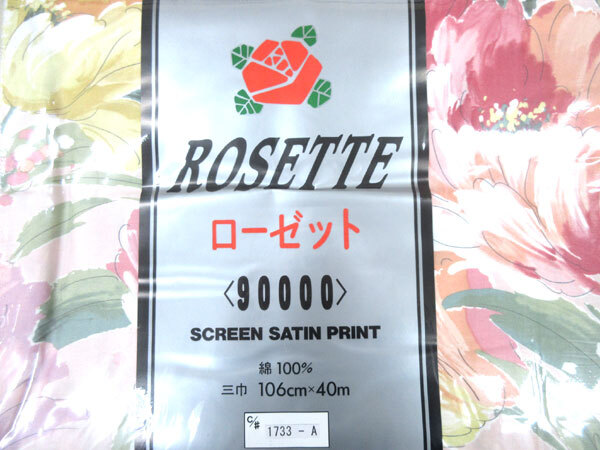 ROSETTE
ローゼット
〈90000〉
SCREEN SATIN PRINT
綿 100%
三巾 106cm×40m
C/# 1733 - A